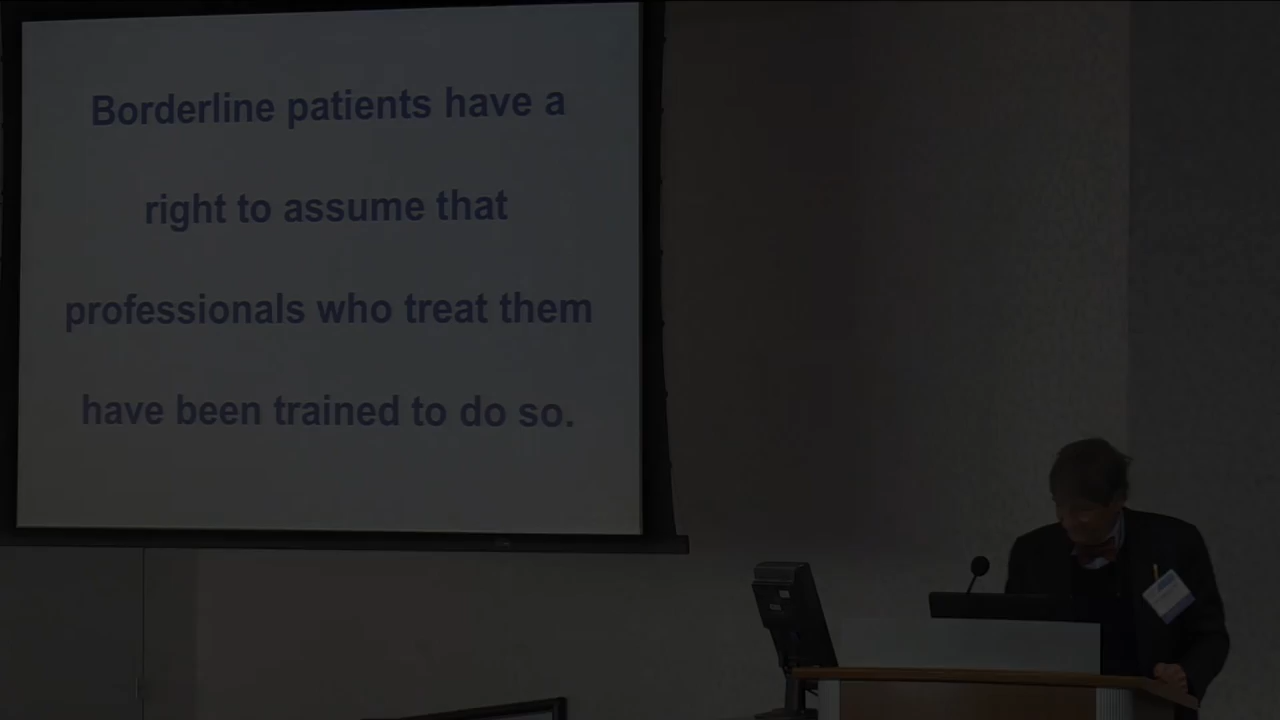 Borderline patients have a
right to assume that
professionals who treat them
have been trained to do so.